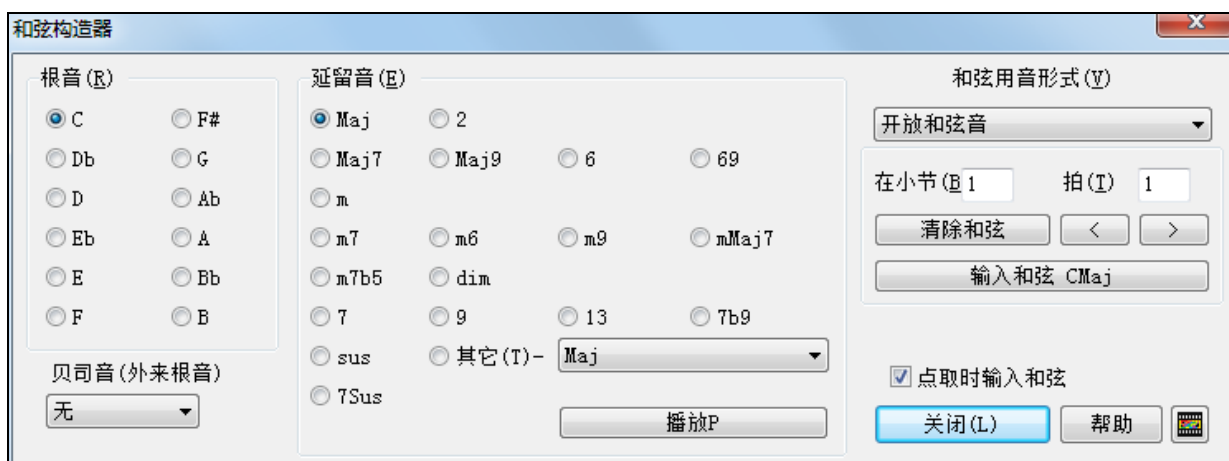 和弦构造器
根音(R)
C F#
Db G
D Ab
Eb A
E Bb
F B
贝司音(外来根音)
无
延留音(E)
Maj 2
Maj7 Maj9 6 69
m
m7 m6 m9 mMaj7
m7b5 dim
7 9 13 7b9
sus 其它(T)- Maj
7Sus
播放P
和弦用音形式(V)
开放和弦音
在小节(B 1 拍(T) 1
清除和弦 < >
输入和弦 CMaj
点取时输入和弦
关闭(L) 帮助